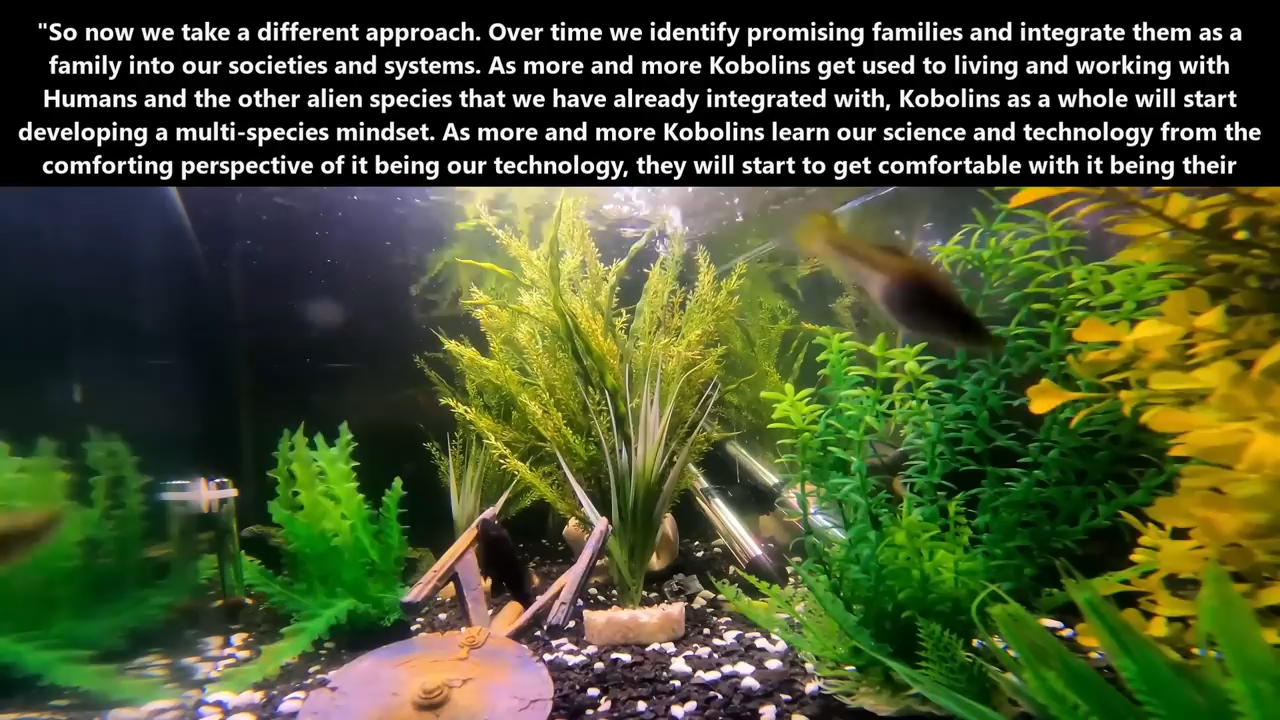 "So now we take a different approach. Over time we identify promising families and integrate them as a
family into our societies and systems. As more and more Kobolins get used to living and working with
Humans and the other alien species that we have already integrated with, Kobolins as a whole will start
developing a multi-species mindset. As more and more Kobolins learn our science and technology from the
comforting perspective of it being our technology, they will start to get comfortable with it being their